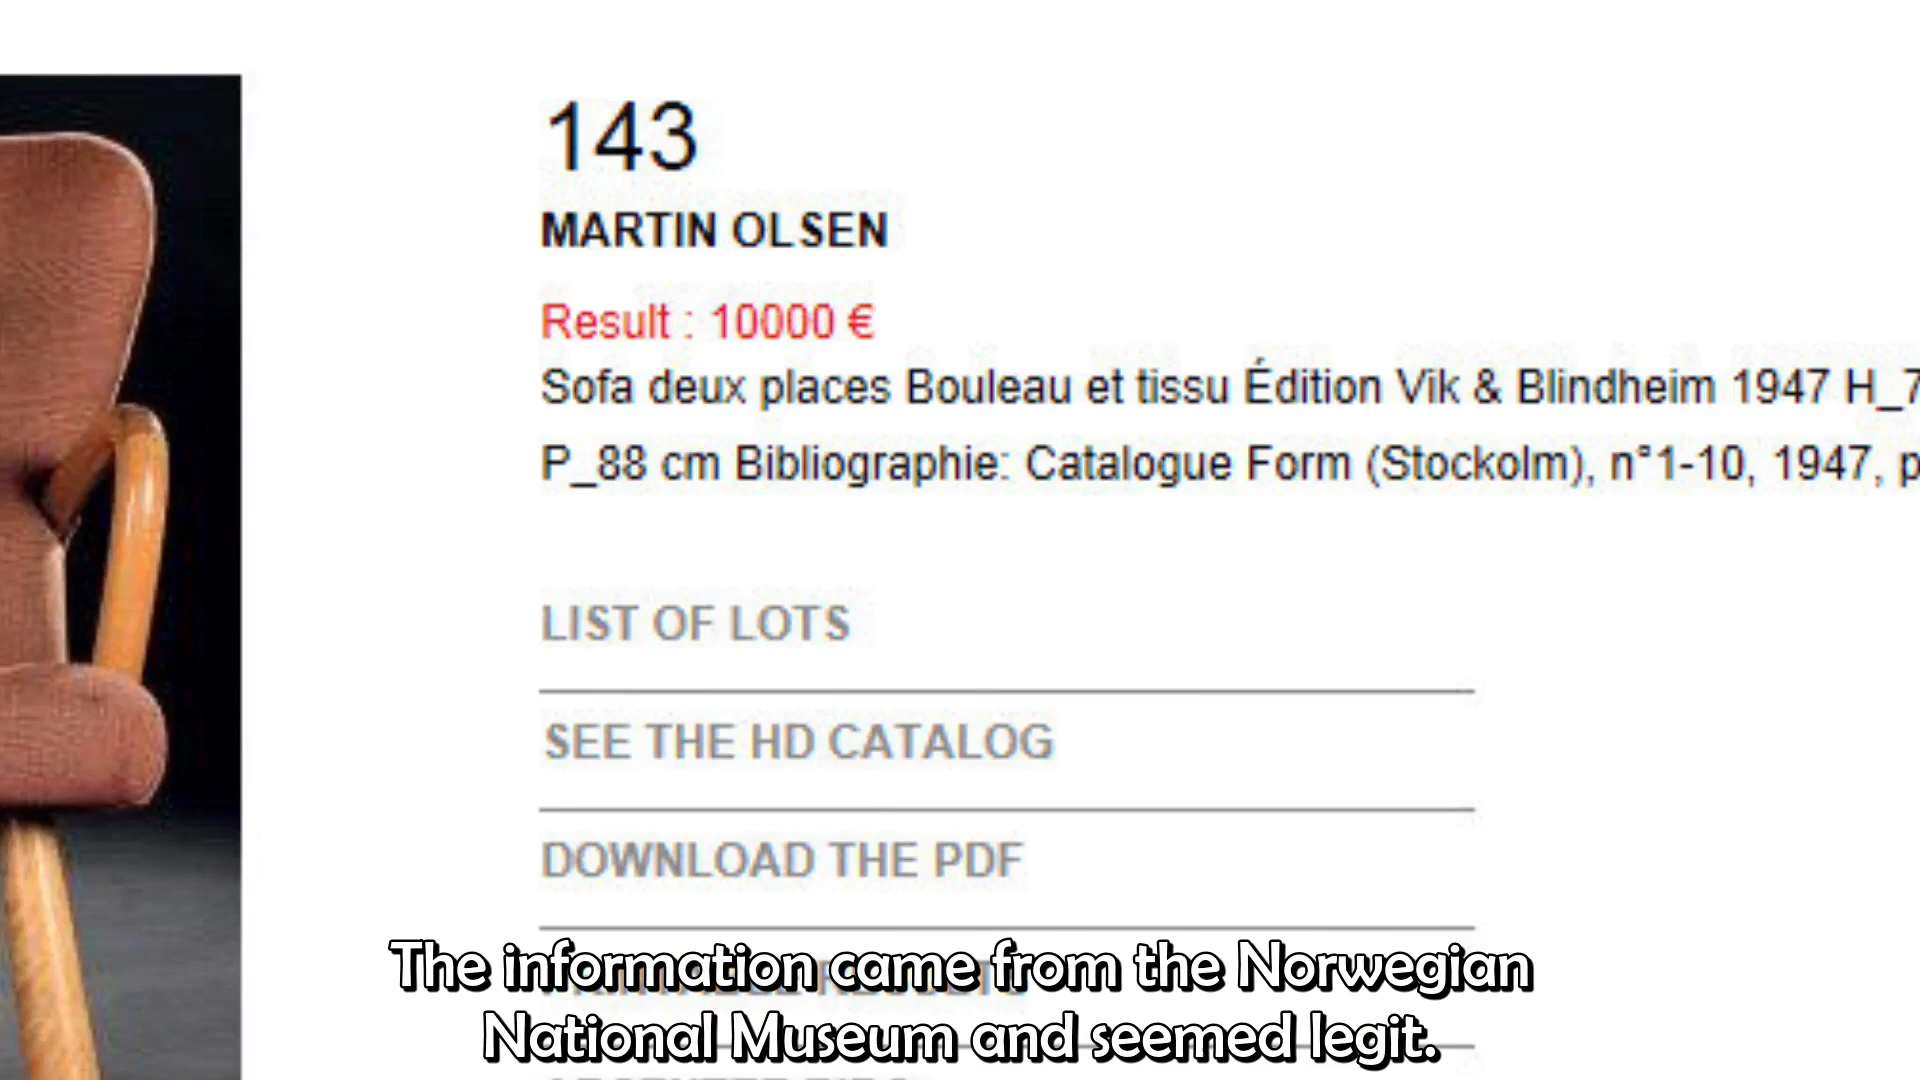 143
MARTIN OLSEN
Result : 10000 €
Sofa deux places Bouleau et tissu Édition Vik & Blindheim 1947 H_7
P_88 cm Bibliographie: Catalogue Form (Stockolm), n°1-10, 1947, p
LIST OF LOTS
SEE THE HD CATALOG
DOWNLOAD THE PDF
The information came from the Norwegian
National Museum and seemed legit.